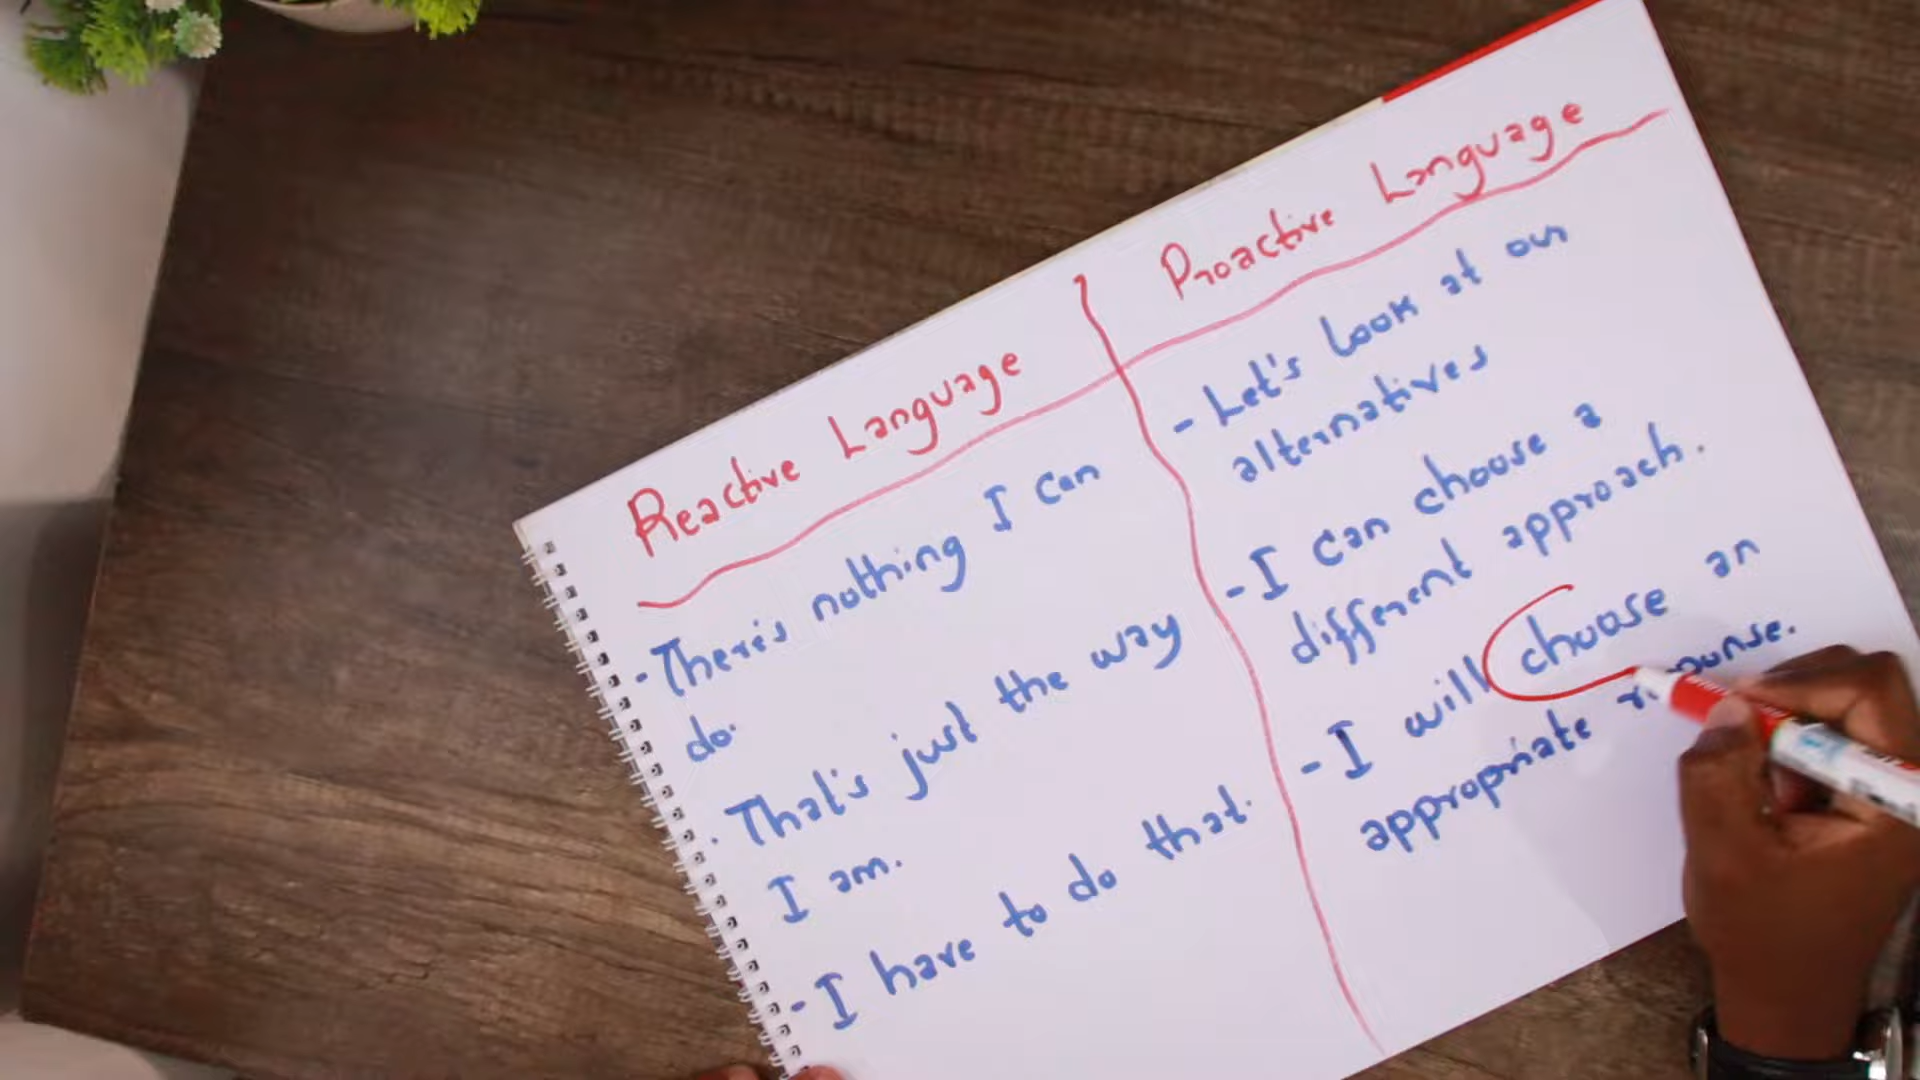 Reactive Language
- There's nothing I can
do.
. That's just the way
I am.
- I have to do that.
Proactive Language
- Let's look at our
alternatives
- I can choose a
different approach.
- I will choose an
appropriate response.